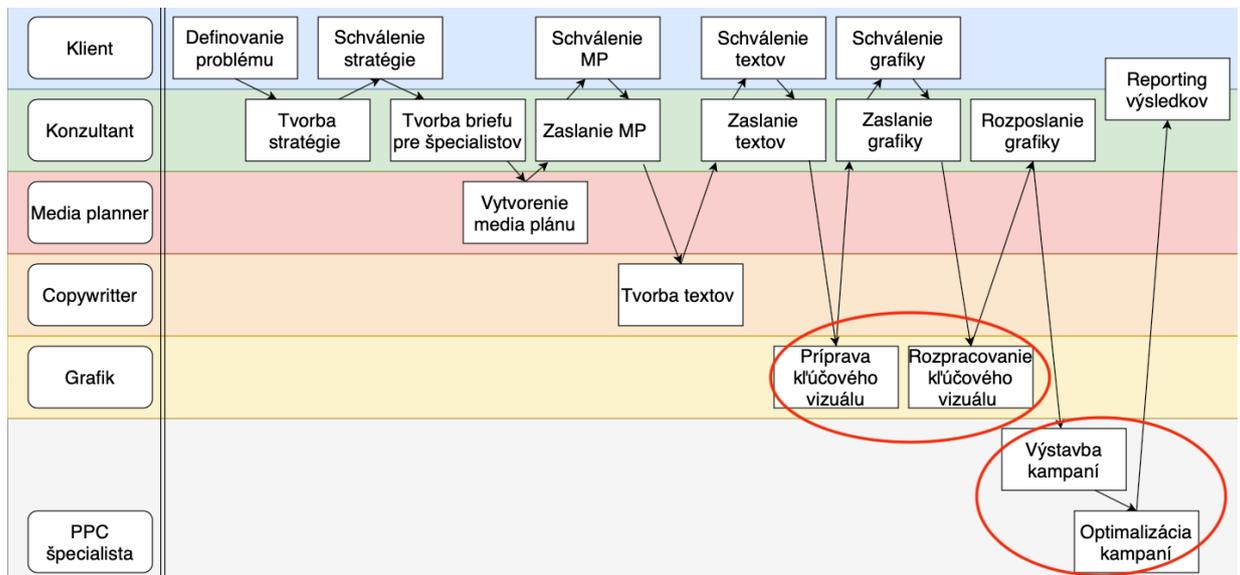 Klient
Definovanie
problému
Schválenie
stratégie
Schválenie
MP
Schválenie
textov
Schválenie
grafiky
Reporting
výsledkov
Konzultant
Tvorba
stratégie
Tvorba briefu
pre špecialistov
Zaslanie MP
Zaslanie
textov
Zaslanie
grafiky
Rozposlanie
grafiky
Media planner
Vytvorenie
media plánu
Copywritter
Tvorba textov
Grafik
Príprava
kľúčového
vizuálu
Rozpracovanie
kľúčového
vizuálu
Výstavba
kampaní
PPC
špecialista
Optimalizácia
kampaní